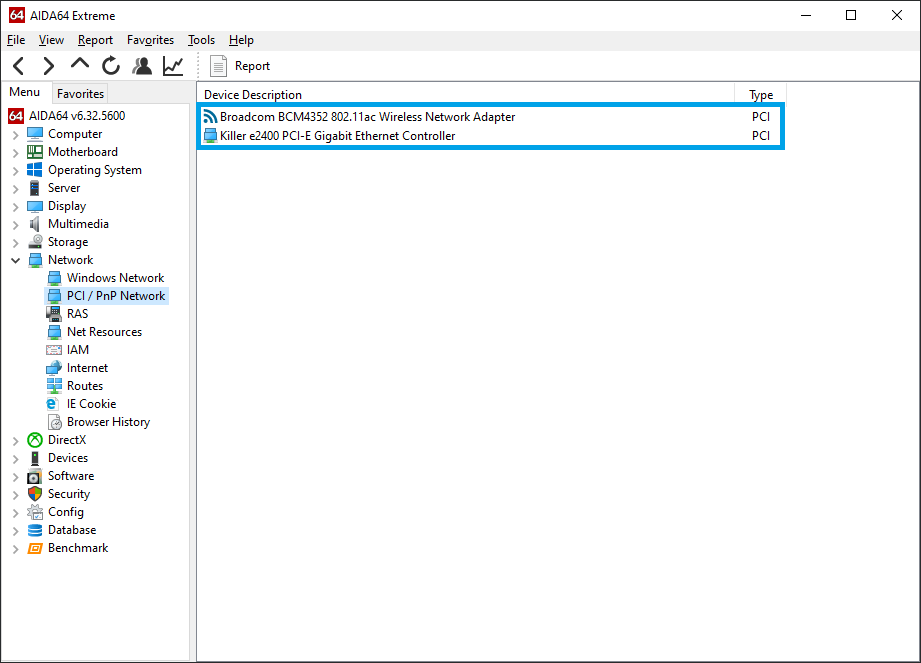 64 AIDA64 Extreme
File View Report Favorites Tools Help
Report
Menu Favorites
64 AIDA64 v6.32.5600
Computer
Motherboard
Operating System
Server
Display
Multimedia
Storage
Network
Windows Network
PCI / PnP Network
RAS
Net Resources
IAM
Internet
Routes
IE Cookie
Browser History
DirectX
Devices
Software
Security
Config
Database
Benchmark
Device Description Type
Broadcom BCM4352 802.11ac Wireless Network Adapter PCI
Killer e2400 PCI-E Gigabit Ethernet Controller PCI